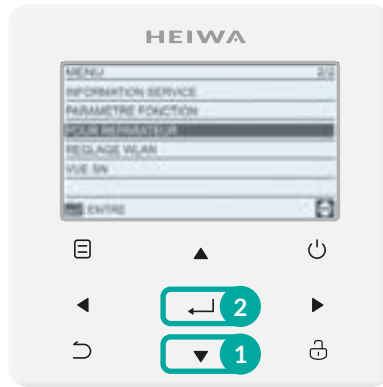 HEIWA
MENU 2/2
INFORMATION SERVICE
PARAMETRE FONCTION
POUR REPARATEUR
REGLAGE WLAN
VUE SN
ENTRE
2
1